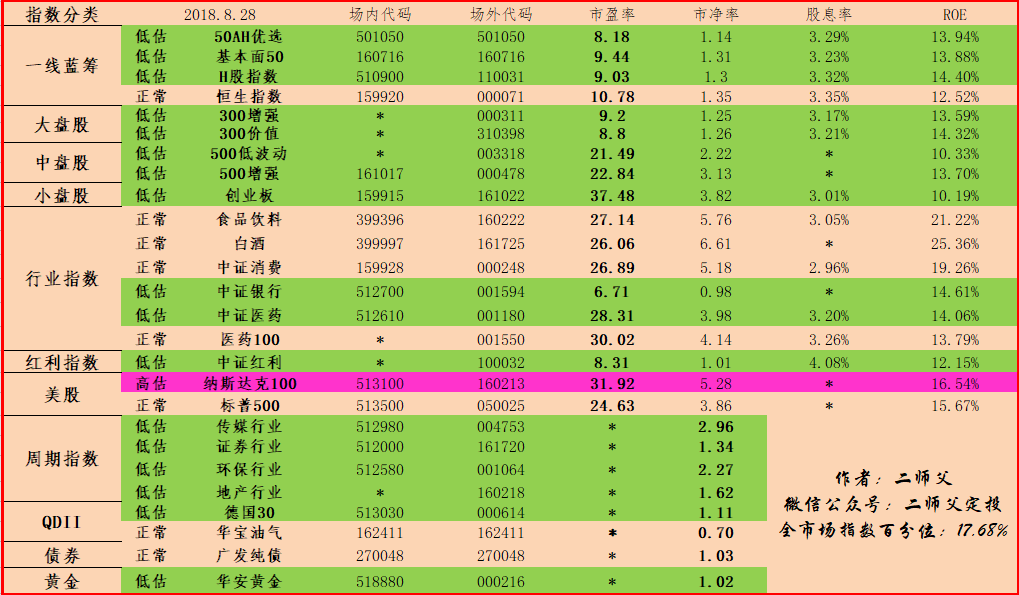 指数分类 2018.8.28 场内代码 场外代码 市盈率 市净率 股息率 ROE
一线蓝筹
低估 50AH优选 501050 501050 8.18 1.14 3.29% 13.94%
低估 基本面50 160716 160716 9.44 1.31 3.23% 13.88%
低估 H股指数 510900 110031 9.03 1.3 3.32% 14.40%
正常 恒生指数 159920 000071 10.78 1.35 3.35% 12.52%
大盘股
低估 300增强 * 000311 9.2 1.25 3.17% 13.59%
低估 300价值 * 310398 8.8 1.26 3.21% 14.32%
中盘股
低估 500低波动 * 003318 21.49 2.22 * 10.33%
低估 500增强 161017 000478 22.84 3.13 * 13.70%
小盘股 低估 创业板 159915 161022 37.48 3.82 3.01% 10.19%
行业指数
正常 食品饮料 399396 160222 27.14 5.76 3.05% 21.22%
正常 白酒 399997 161725 26.06 6.61 * 25.36%
正常 中证消费 159928 000248 26.89 5.18 2.96% 19.26%
低估 中证银行 512700 001594 6.71 0.98 * 14.61%
低估 中证医药 512610 001180 28.31 3.98 3.20% 14.06%
正常 医药100 * 001550 30.02 4.14 3.26% 13.79%
红利指数 低估 中证红利 * 100032 8.31 1.01 4.08% 12.15%
美股
高估 纳斯达克100 513100 160213 31.92 5.28 * 16.54%
正常 标普500 513500 050025 24.63 3.86 * 15.67%
周期指数
低估 传媒行业 512980 004753 * 2.96
低估 证券行业 512000 161720 * 1.34
低估 环保行业 512580 001064 * 2.27
低估 地产行业 * 160218 * 1.62
QDII
低估 德国30 513030 000614 * 1.11
正常 华宝油气 162411 162411 * 0.70
债券 正常 广发纯债 270048 270048 * 1.03
黄金 低估 华安黄金 518880 000216 * 1.02
作者：二师父
微信公众号：二师父定投
全市场指数百分位：17.68%